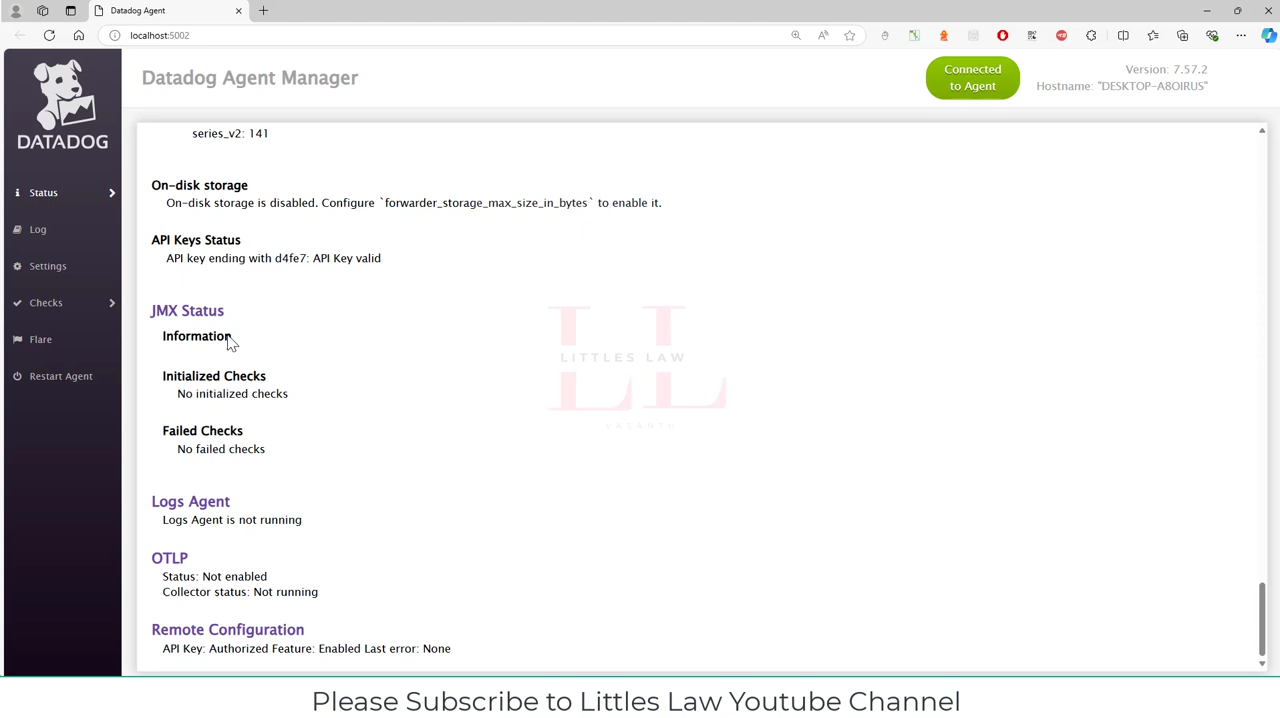 Datadog Agent
localhost:5002
DATADOG
Datadog Agent Manager
Connected
to Agent
Version: 7.57.2
Hostname: "DESKTOP-A8OIRUS"
Status
Log
Settings
Checks
Flare
Restart Agent
series_v2: 141
On-disk storage
On-disk storage is disabled. Configure `forwarder_storage_max_size_in_bytes` to enable it.
API Keys Status
API key ending with d4fe7: API Key valid
JMX Status
Information
Initialized Checks
No initialized checks
Failed Checks
No failed checks
Logs Agent
Logs Agent is not running
OTLP
Status: Not enabled
Collector status: Not running
Remote Configuration
API Key: Authorized Feature: Enabled Last error: None
LL
LITTLES LAW
VASANTH
Please Subscribe to Littles Law Youtube Channel